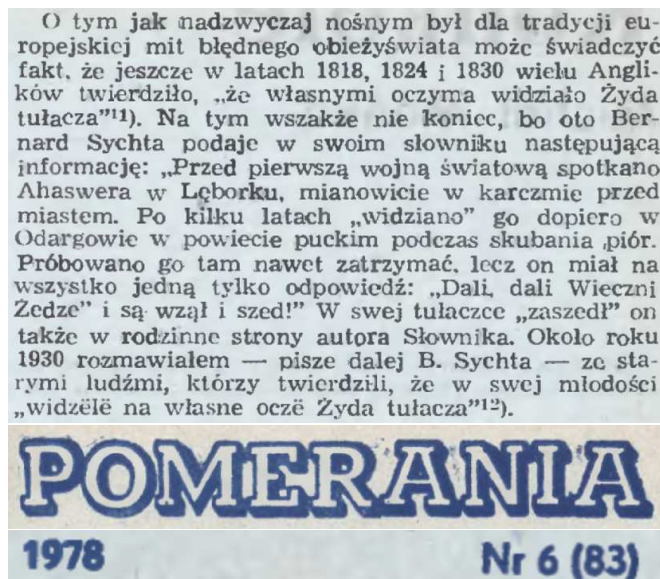 O tym jak nadzwyczaj nośnym był dla tradycji eu-
ropejskiej mit błędnego obieżyświata może świadczyć
fakt, że jeszcze w latach 1818, 1824 i 1830 wielu Angli-
ków twierdziło, „że własnymi oczyma widziało Żyda
tułacza”¹¹). Na tym wszakże nie koniec, bo oto Ber-
nard Sychta podaje w swoim słowniku następującą
informację: „Przed pierwszą wojną światową spotkano
Ahaswera w Lęborku, mianowicie w karczmie przed
miastem. Po kilku latach „widziano” go dopiero w
Odargowie w powiecie puckim podczas skubania piór.
Próbowano go tam nawet zatrzymać, lecz on miał na
wszystko jedną tylko odpowiedź: „Dali, dali Wieczni
Żedze” i są wzął i szed!” W swej tułaczce „zaszedł” on
także w rodzinne strony autora Słownika. Około roku
1930 rozmawiałem — pisze dalej B. Sychta — ze sta-
rymi ludźmi, którzy twierdzili, że w swej młodości
„widzëlë na własne oczë Żyda tułacza”¹²).
POMERANIA
1978 Nr 6 (83)